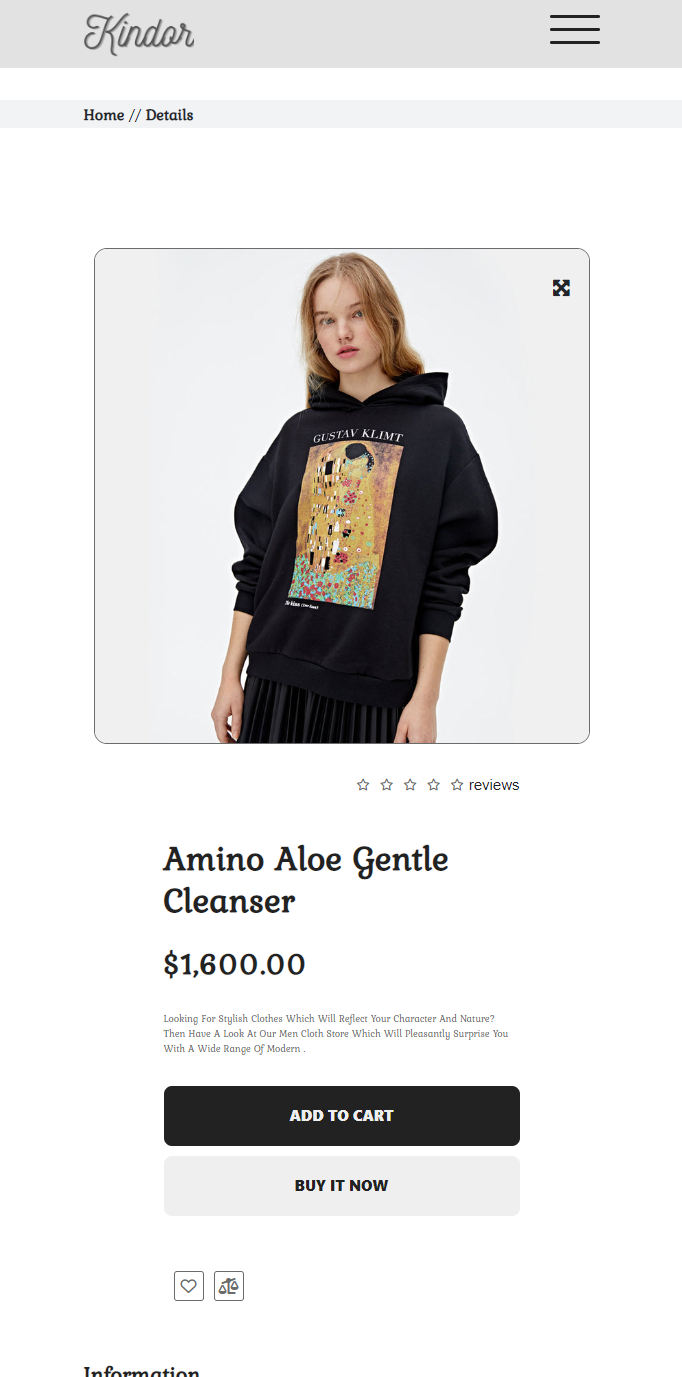 Kindor
Home // Details
GUSTAV KLIMT
reviews
Amino Aloe Gentle
Cleanser
$1,600.00
Looking For Stylish Clothes Which Will Reflect Your Character And Nature?
Then Have A Look At Our Men Cloth Store Which Will Pleasantly Surprise You
With A Wide Range Of Modern .
ADD TO CART
BUY IT NOW
Information